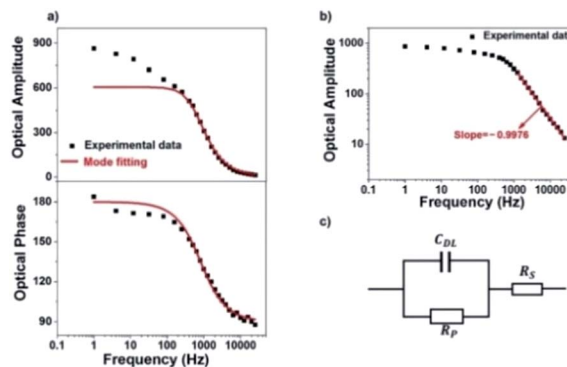 a)
Optical Amplitude
900
600
300
0
Experimental data
Mode fitting
Optical Phase
180
150
120
90
0.1 1 10 100 1000 10000
Frequency (Hz)
b)
Experimental dat
Optical Amplitude
1000
100
10
Slope=－0.9976
0.1 1 10 100 1000 10000
Frequency (Hz)
c)
C_DL
R_S
R_P